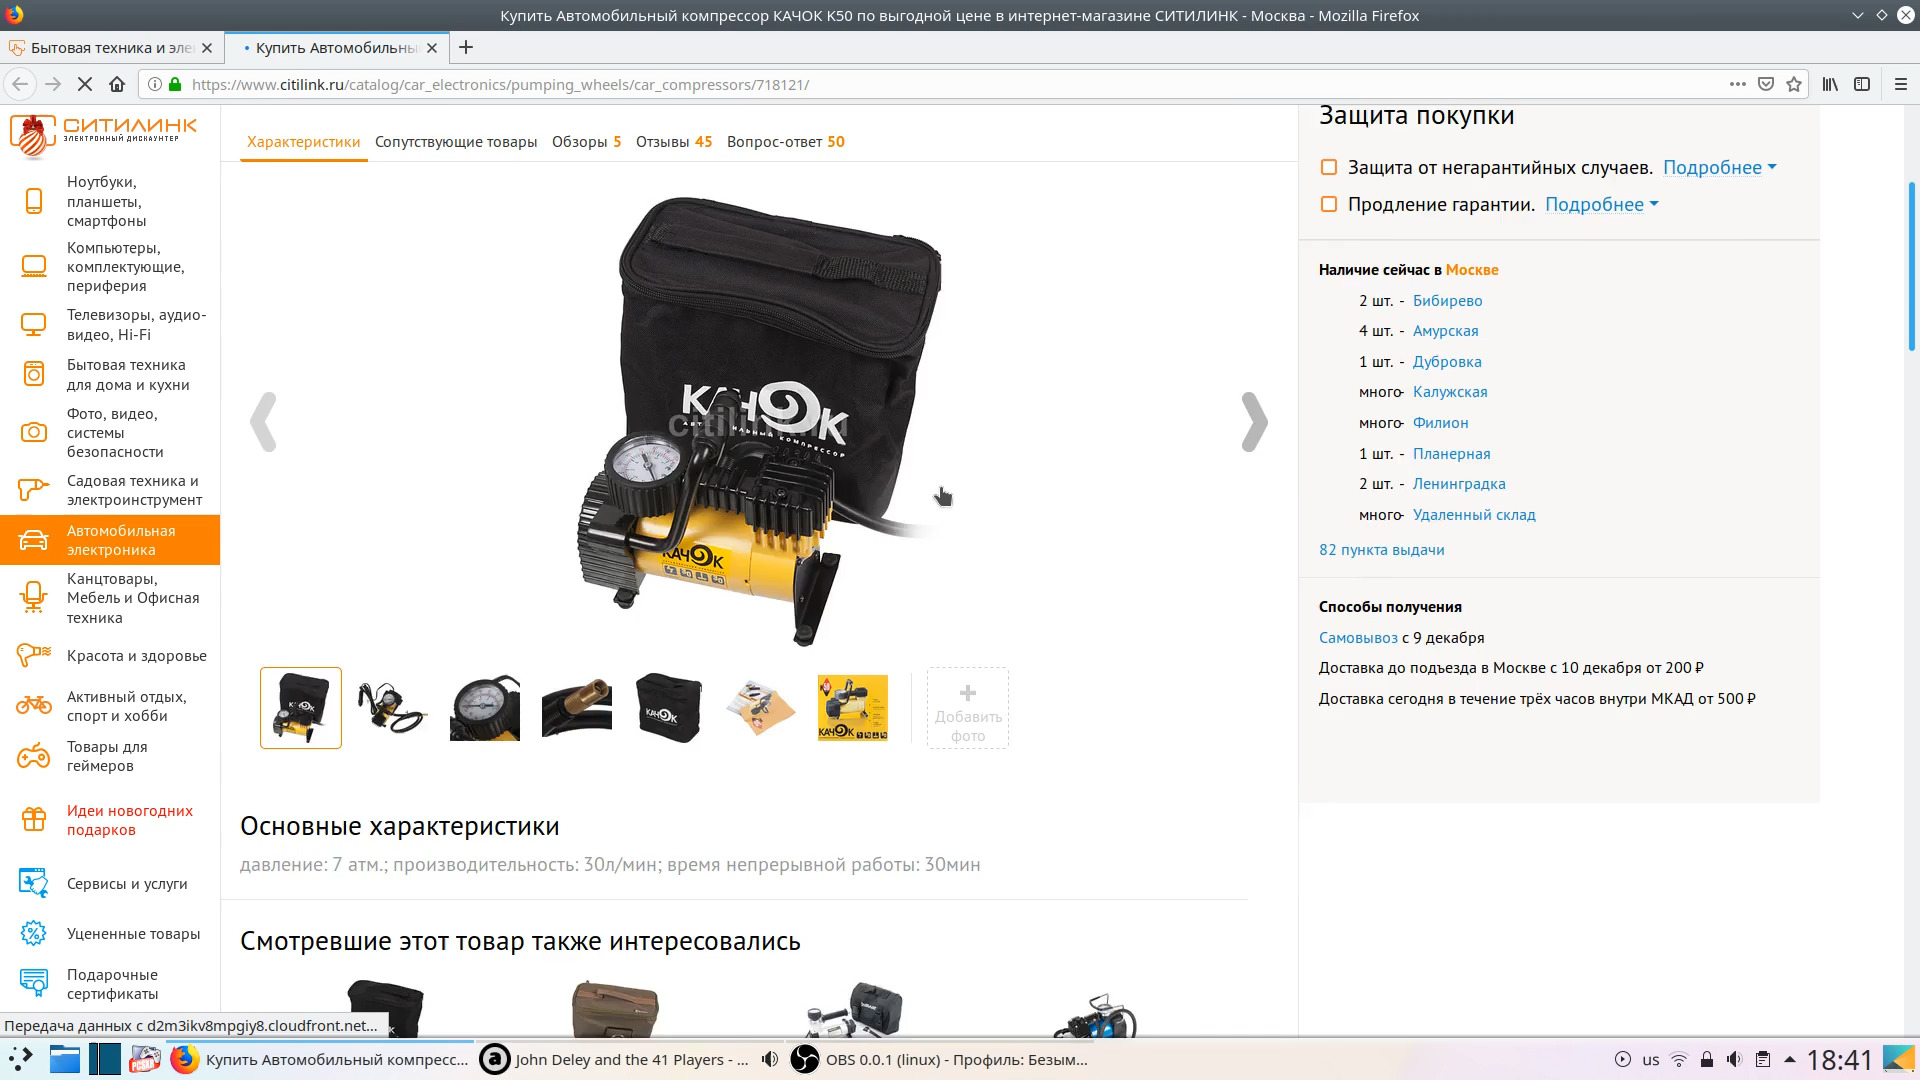 Купить Автомобильный компрессор КАЧОК K50 по выгодной цене в интернет-магазине СИТИЛИНК - Москва - Mozilla Firefox
Бытовая техника и эле
Купить Автомобильны
https://www.citilink.ru/catalog/car_electronics/pumping_wheels/car_compressors/718121/
СИТИЛИНК
ЭЛЕКТРОННЫЙ ДИСКАУНТЕР
Ноутбуки,
планшеты,
смартфоны
Компьютеры,
комплектующие,
периферия
Телевизоры, аудио-
видео, Hi-Fi
Бытовая техника
для дома и кухни
Фото, видео,
системы
безопасности
Садовая техника и
электроинструмент
Автомобильная
электроника
Канцтовары,
Мебель и Офисная
техника
Красота и здоровье
Активный отдых,
спорт и хобби
Товары для
геймеров
Идеи новогодних
подарков
Сервисы и услуги
Уцененные товары
Подарочные
сертификаты
Характеристики Сопутствующие товары Обзоры 5 Отзывы 45 Вопрос-ответ 50
КАЧОК
КАЧОК
КАЧОК
КАЧОК
Добавить
фото
Основные характеристики
давление: 7 атм.; производительность: 30л/мин; время непрерывной работы: 30мин
Смотревшие этот товар также интересовались
Защита покупки
Защита от негарантийных случаев. Подробнее
Продление гарантии. Подробнее
Наличие сейчас в Москве
2 шт. - Бибирево
4 шт. - Амурская
1 шт. - Дубровка
много- Калужская
много- Филион
1 шт. - Планерная
2 шт. - Ленинградка
много- Удаленный склад
82 пункта выдачи
Способы получения
Самовывоз с 9 декабря
Доставка до подъезда в Москве с 10 декабря от 200 ₽
Доставка сегодня в течение трёх часов внутри МКАД от 500 ₽
Передача данных с d2m3ikv8mpgiy8.cloudfront.net...
Купить Автомобильный компресс...
John Deley and the 41 Players - ...
OBS 0.0.1 (linux) - Профиль: Безым...
us
18:41